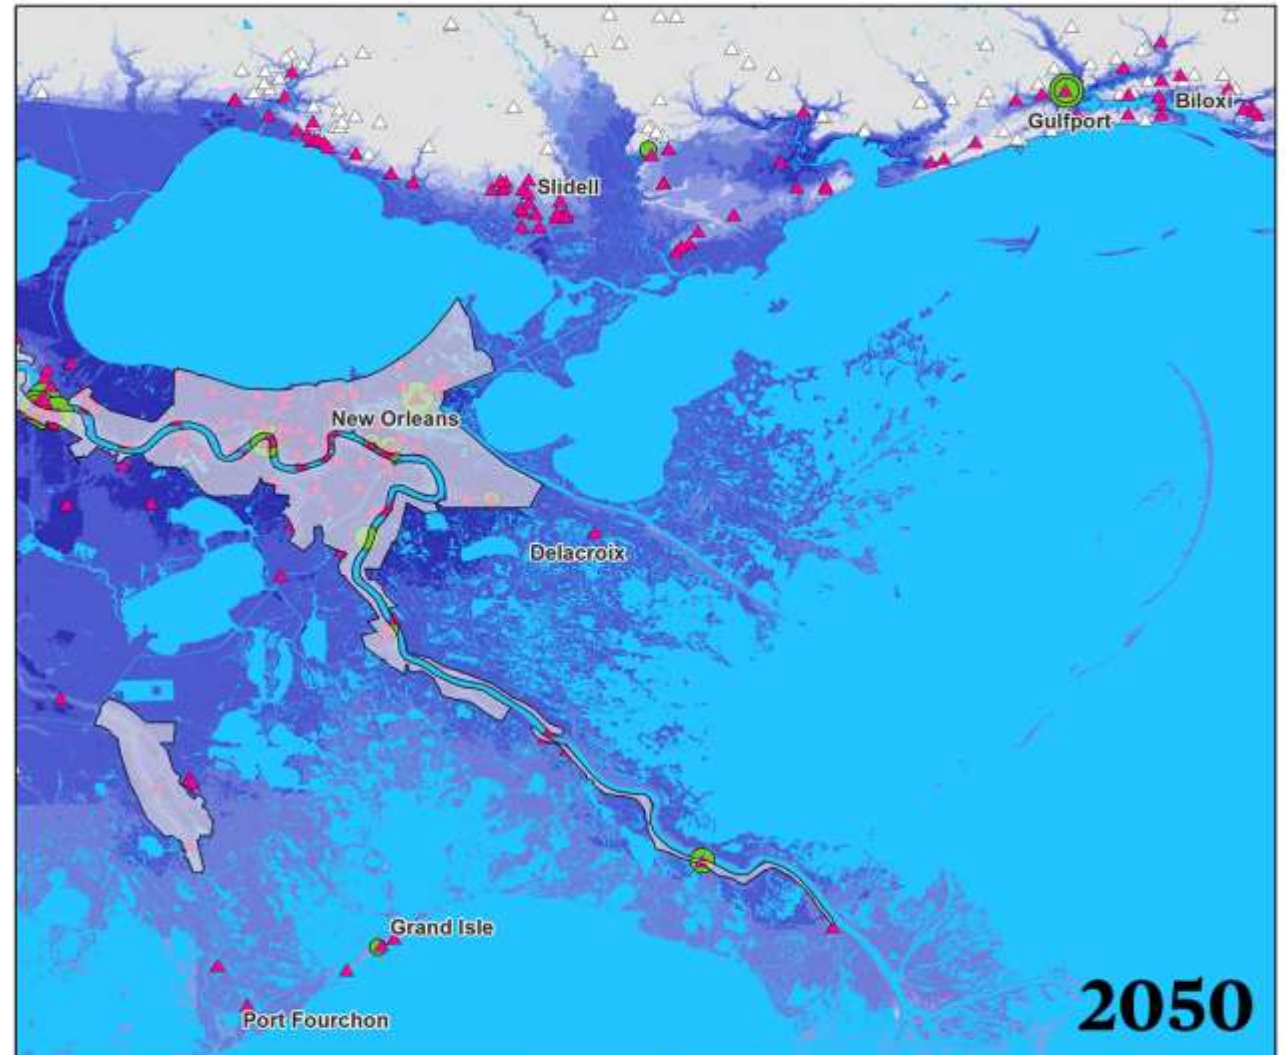 Biloxi
Gulfport
Slidell
New Orleans
Delacroix
Grand Isle
Port Fourchon
2050